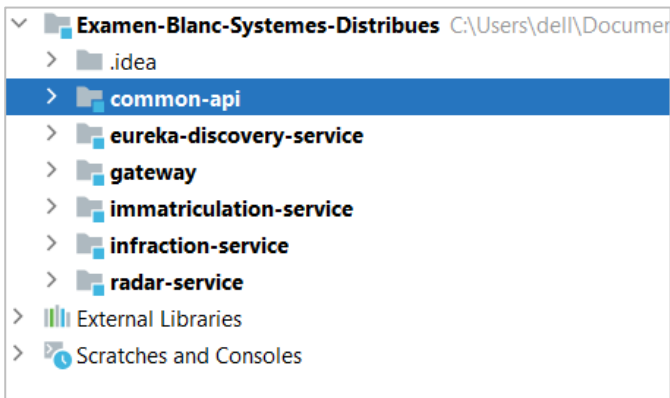 Examen-Blanc-Systemes-Distribues C:\Users\dell\Documen
.idea
common-api
eureka-discovery-service
gateway
immatriculation-service
infraction-service
radar-service
External Libraries
Scratches and Consoles